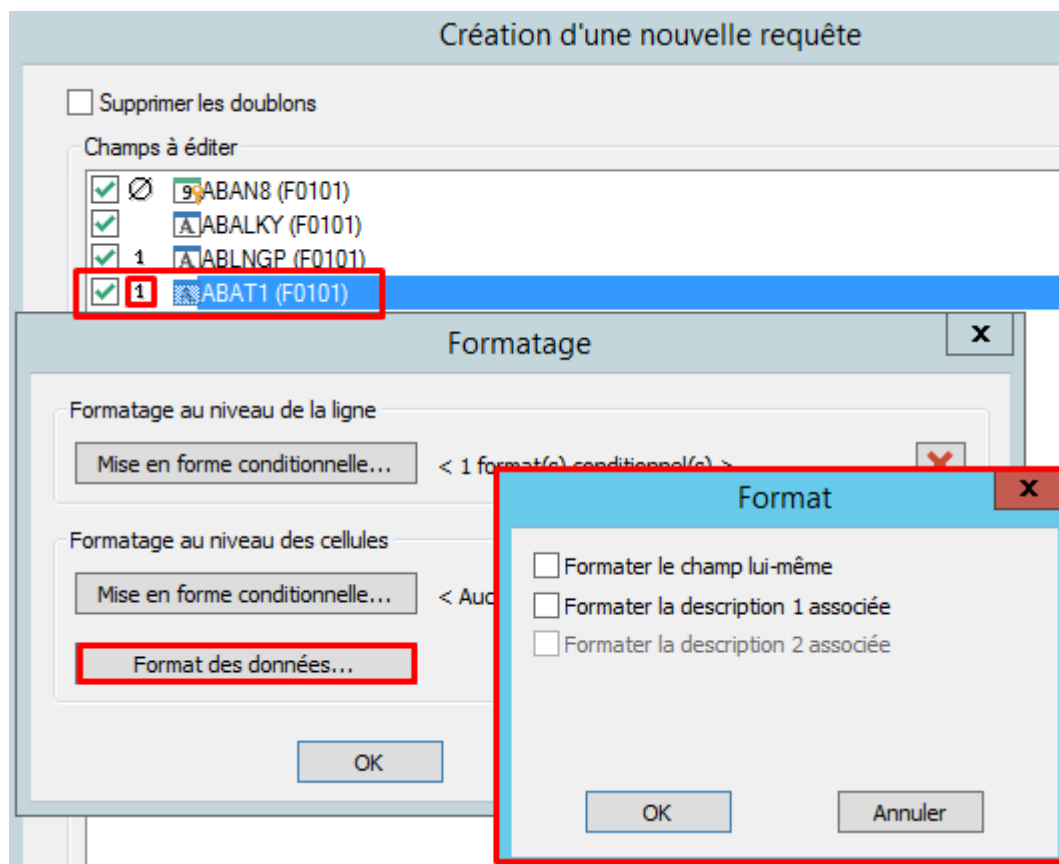 Création d'une nouvelle requête
Supprimer les doublons
Champs à éditer
ABAN8 (F0101)
ABALKY (F0101)
1 ABLNGP (F0101)
1 ABAT1 (F0101)
Formatage
x
Formatage au niveau de la ligne
Mise en forme conditionnelle... < 1 format(s) conditionnel(s) >
Format
x
Formatage au niveau des cellules
Mise en forme conditionnelle... < Auc
Format des données...
Formater le champ lui-même
Formater la description 1 associée
Formater la description 2 associée
OK
OK
Annuler